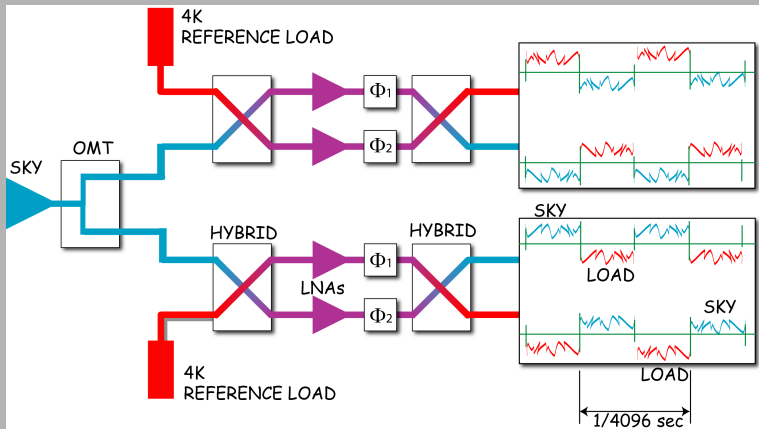 4K
REFERENCE LOAD
Φ1
Φ2
OMT
SKY
HYBRID
HYBRID
SKY
Φ1
LOAD
LNAs
SKY
Φ2
4K
REFERENCE LOAD
LOAD
1/4096 sec